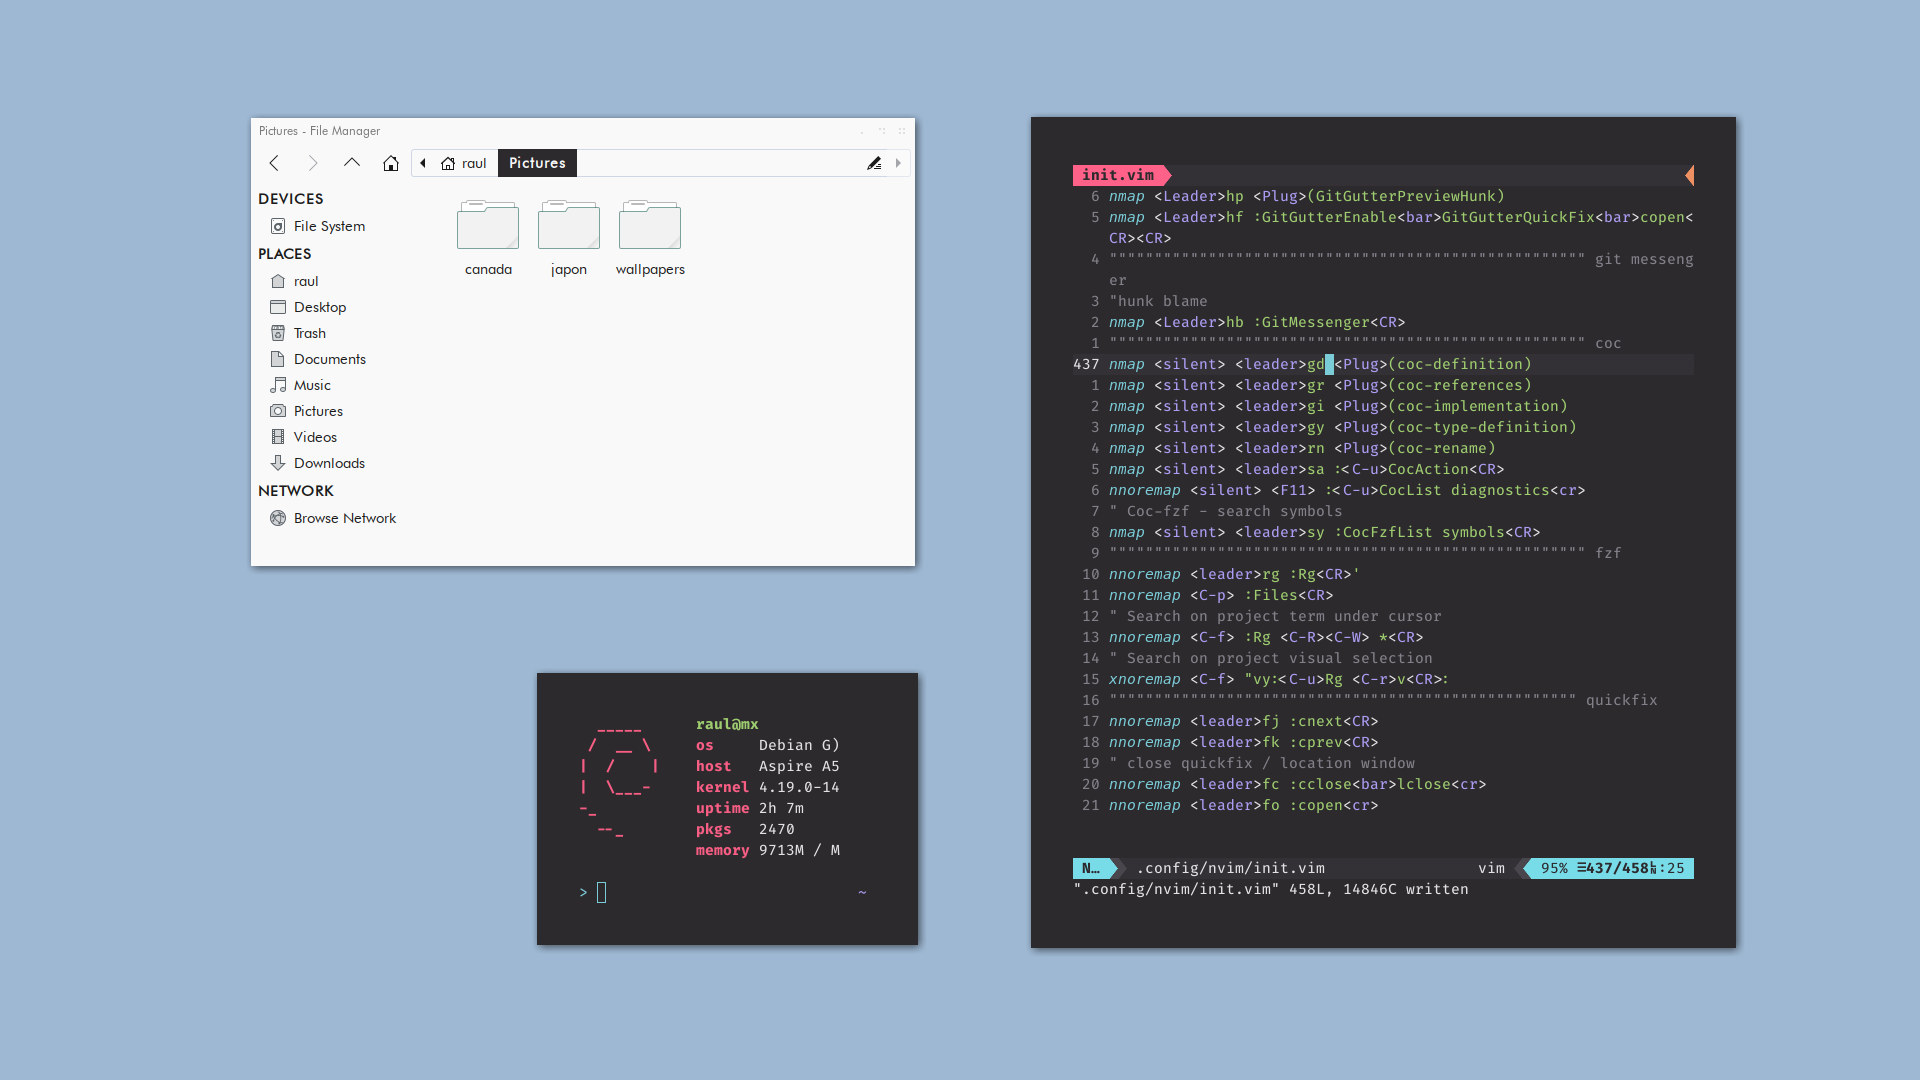 Pictures - File Manager
raul Pictures
DEVICES
File System
PLACES
raul
Desktop
Trash
Documents
Music
Pictures
Videos
Downloads
NETWORK
Browse Network
canada japon wallpapers
raul@mx
os Debian G)
host Aspire A5
kernel 4.19.0-14
uptime 2h 7m
pkgs 2470
memory 9713M / M
> ~
init.vim
6 nmap <Leader>hp <Plug>(GitGutterPreviewHunk)
5 nmap <Leader>hf :GitGutterEnable<bar>GitGutterQuickFix<bar>copen<
CR><CR>
4 """"""""""""""""""""""""""""""""""""""""""""""""""""" git messeng
er
3 "hunk blame
2 nmap <Leader>hb :GitMessenger<CR>
1 """"""""""""""""""""""""""""""""""""""""""""""""""""" coc
437 nmap <silent> <leader>gd <Plug>(coc-definition)
1 nmap <silent> <leader>gr <Plug>(coc-references)
2 nmap <silent> <leader>gi <Plug>(coc-implementation)
3 nmap <silent> <leader>gy <Plug>(coc-type-definition)
4 nmap <silent> <leader>rn <Plug>(coc-rename)
5 nmap <silent> <leader>sa :<C-u>CocAction<CR>
6 nnoremap <silent> <F11> :<C-u>CocList diagnostics<cr>
7 " Coc-fzf - search symbols
8 nmap <silent> <leader>sy :CocFzfList symbols<CR>
9 """"""""""""""""""""""""""""""""""""""""""""""""""""" fzf
10 nnoremap <leader>rg :Rg<CR>'
11 nnoremap <C-p> :Files<CR>
12 " Search on project term under cursor
13 nnoremap <C-f> :Rg <C-R><C-W> *<CR>
14 " Search on project visual selection
15 xnoremap <C-f> "vy:<C-u>Rg <C-r>v<CR>:
16 """""""""""""""""""""""""""""""""""""""""""""""""""" quickfix
17 nnoremap <leader>fj :cnext<CR>
18 nnoremap <leader>fk :cprev<CR>
19 " close quickfix / location window
20 nnoremap <leader>fc :cclose<bar>lclose<cr>
21 nnoremap <leader>fo :copen<cr>
N… .config/nvim/init.vim vim 95% ☰437/458㏑:25
".config/nvim/init.vim" 458L, 14846C written